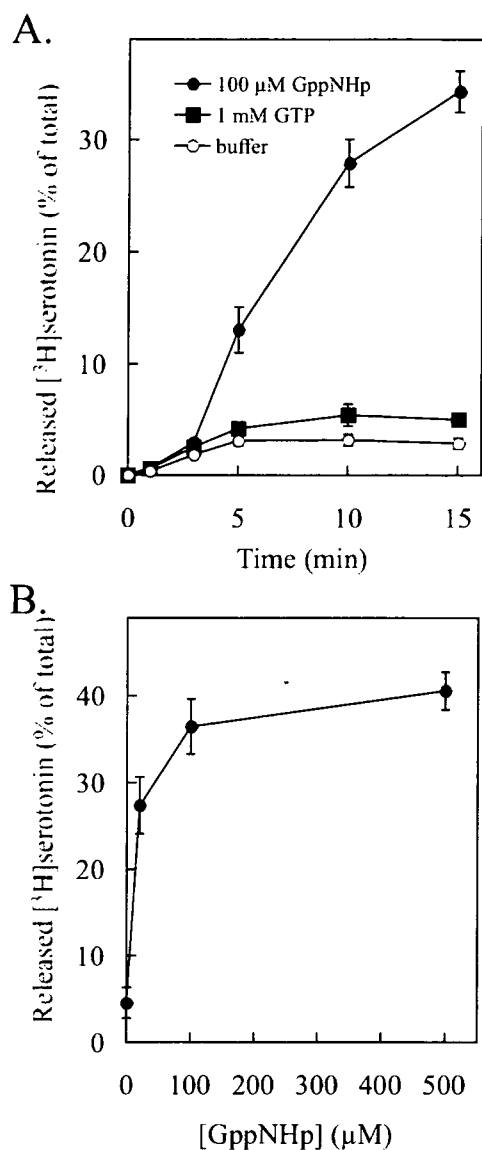 A.
Released [³H]serotonin (% of total)
30
20
10
0
100 µM GppNHp
1 mM GTP
buffer
0 5 10 15
Time (min)
B.
Released [³H]serotonin (% of total)
40
30
20
10
0
0 100 200 300 400 500
[GppNHp] (µM)